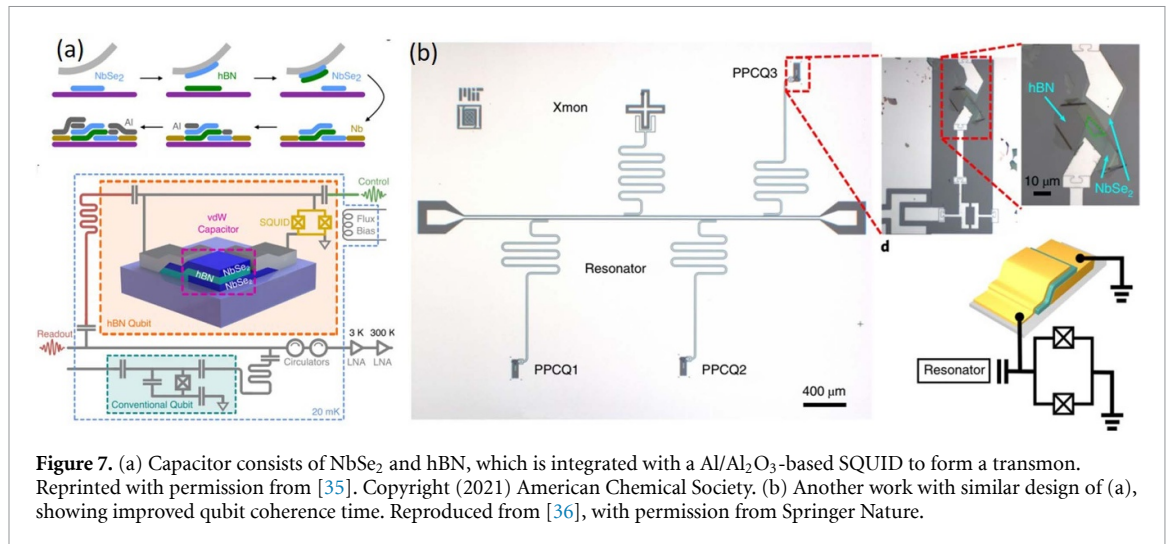 (a)
NbSe₂
hBN
NbSe₂
Al
Al
Nb
Control
SQUID
Flux
Bias
vdW
Capacitor
NbSe₂
hBN
NbSe₂
hBN Qubit
Readout
3 K 300 K
Circulators
LNA LNA
Conventional Qubit
20 mK
(b)
MIT
Xmon
PPCQ3
Resonator
PPCQ1
PPCQ2
400 μm
hBN
10 μm
NbSe₂
d
Resonator
Figure 7. (a) Capacitor consists of NbSe₂ and hBN, which is integrated with a Al/Al₂O₃-based SQUID to form a transmon.
Reprinted with permission from [35]. Copyright (2021) American Chemical Society. (b) Another work with similar design of (a),
showing improved qubit coherence time. Reproduced from [36], with permission from Springer Nature.